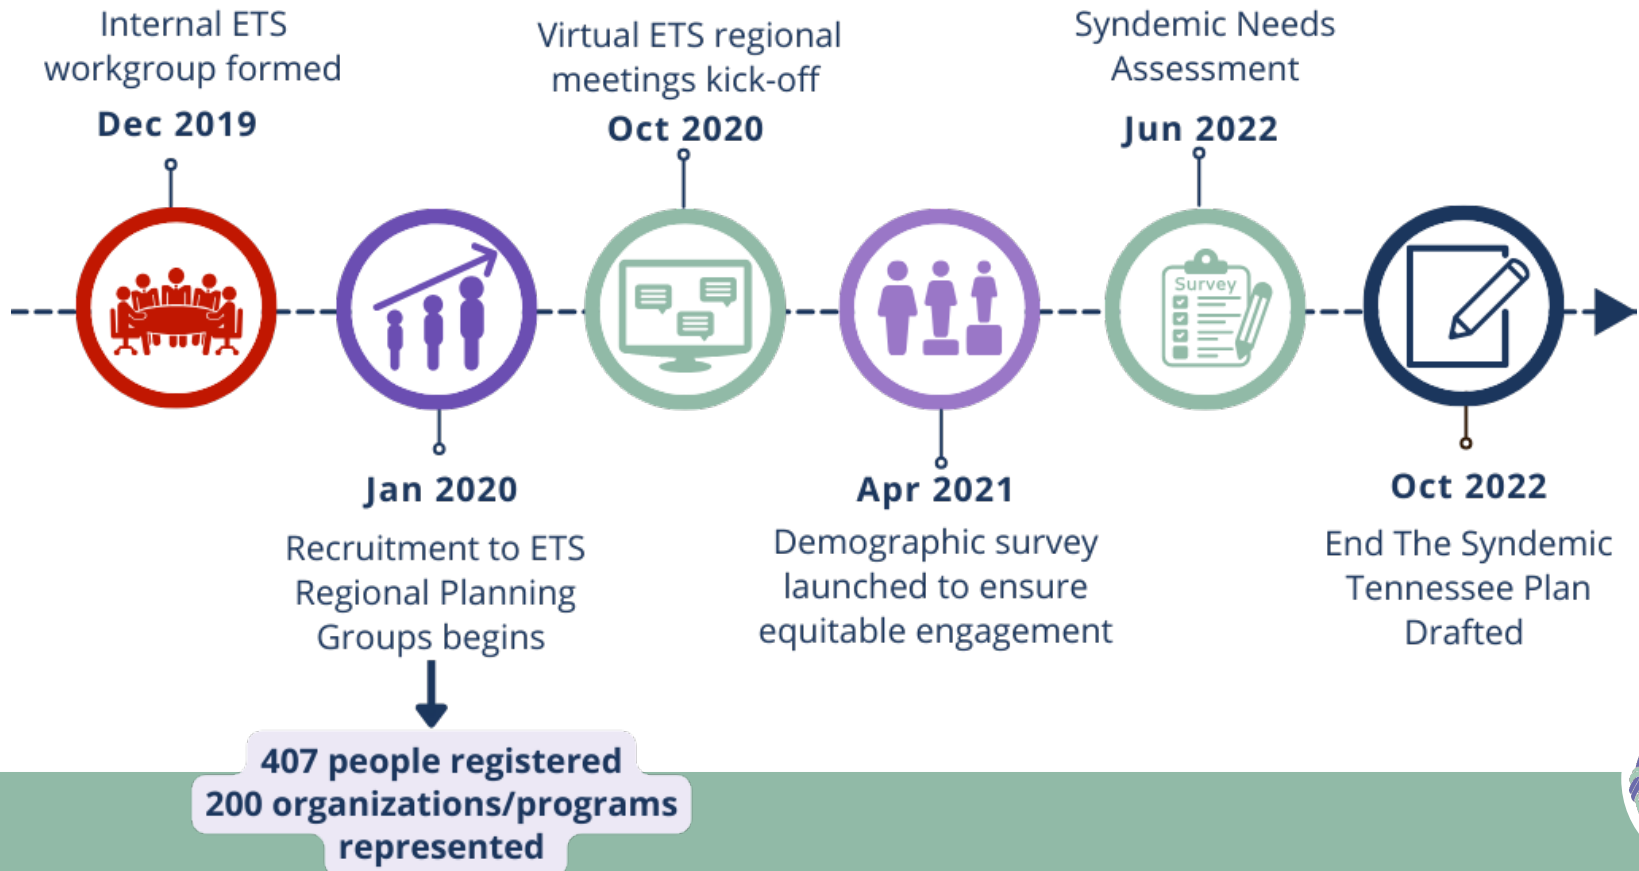 Internal ETS
workgroup formed
Dec 2019
Virtual ETS regional
meetings kick-off
Oct 2020
Syndemic Needs
Assessment
Jun 2022
Survey
Jan 2020
Recruitment to ETS
Regional Planning
Groups begins
407 people registered
200 organizations/programs
represented
Apr 2021
Demographic survey
launched to ensure
equitable engagement
Oct 2022
End The Syndemic
Tennessee Plan
Drafted